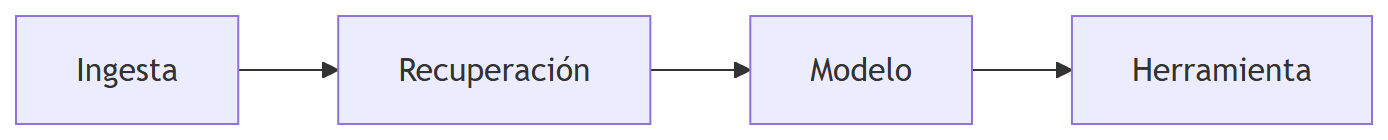 Ingesta
Recuperación
Modelo
Herramienta